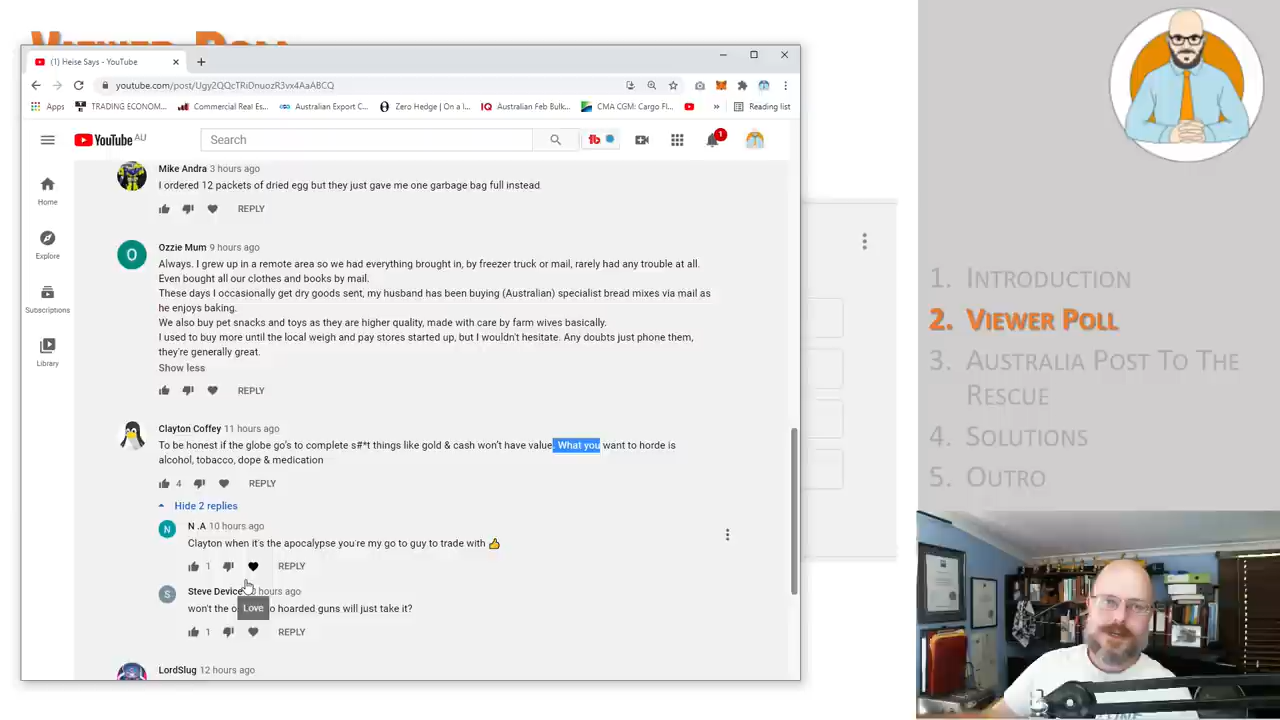 VIEWER POLL
(1) Heise Says - YouTube
youtube.com/post/Ugy2QQcTRiDnuozR3vx4AaABCQ
Apps
TRADING ECONOM...
Commercial Real Es...
Australian Export C...
Zero Hedge | On a l...
IQ Australian Feb Bulk...
CMA CGM: Cargo Fl...
»
Reading list
YouTube AU
Search
tb
1
Home
Explore
Subscriptions
Library
Mike Andra 3 hours ago
I ordered 12 packets of dried egg but they just gave me one garbage bag full instead.
REPLY
O
Ozzie Mum 9 hours ago
Always. I grew up in a remote area so we had everything brought in, by freezer truck or mail, rarely had any trouble at all.
Even bought all our clothes and books by mail.
These days I occasionally get dry goods sent, my husband has been buying (Australian) specialist bread mixes via mail as
he enjoys baking.
We also buy pet snacks and toys as they are higher quality, made with care by farm wives basically.
I used to buy more until the local weigh and pay stores started up, but I wouldn't hesitate. Any doubts just phone them,
they're generally great.
Show less
REPLY
Clayton Coffey 11 hours ago
To be honest if the globe go's to complete s#*t things like gold & cash won't have value. What you want to horde is
alcohol, tobacco, dope & medication
4 REPLY
Hide 2 replies
N
N .A 10 hours ago
Clayton when it's the apocalypse you're my go to guy to trade with 👍
1 REPLY
S
Steve Device hours ago
won't the o hoarded guns will just take it?
Love
1 REPLY
LordSlug 12 hours ago
1. INTRODUCTION
2. VIEWER POLL
3. AUSTRALIA POST TO THE
RESCUE
4. SOLUTIONS
5. OUTRO